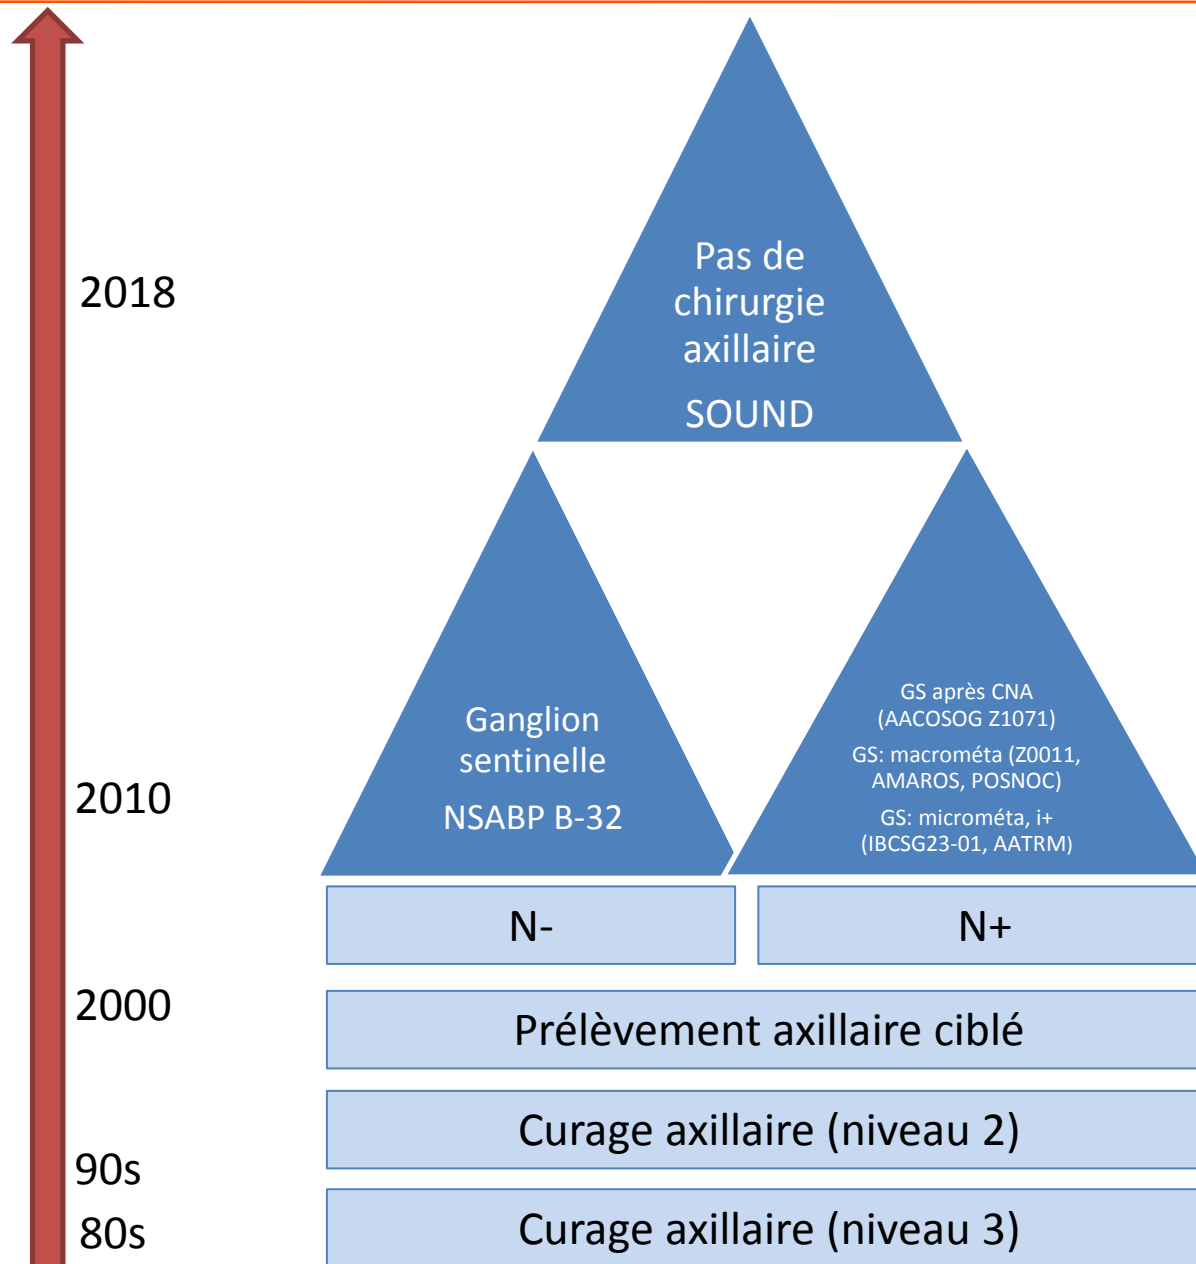 2018
Pas de
chirurgie
axillaire
SOUND
2010
Ganglion
sentinelle
NSABP B-32
GS après CNA
(AACOSOG Z1071)
GS: macrométa (Z0011,
AMAROS, POSNOC)
GS: microméta, i+
(IBCSG23-01, AATRM)
N-
N+
2000
Prélèvement axillaire ciblé
Curage axillaire (niveau 2)
90s
80s
Curage axillaire (niveau 3)